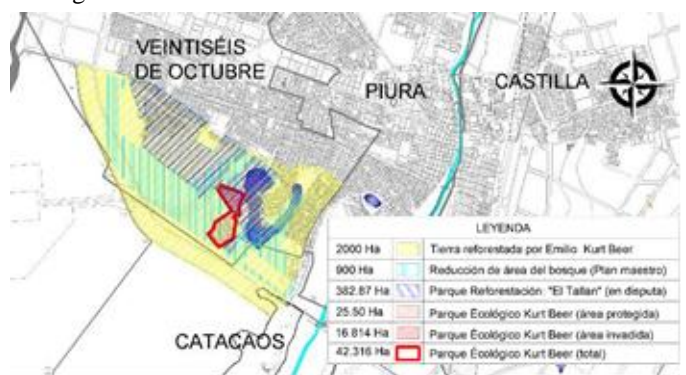 VEINTISÉIS
DE OCTUBRE
PIURA
CASTILLA
CATACAOS
LEYENDA
2000 Ha Tierra reforestada por Emilio Kurt Beer
900 Ha Reducción de área del bosque (Plan maestro)
382.87 Ha Parque Reforestación "El Tallan" (en disputa)
25.50 Ha Parque Ecológico Kurt Beer (área protegida)
16.814 Ha Parque Ecológico Kurt Beer (área invadida)
42.316 Ha Parque Ecológico Kurt Beer (total)